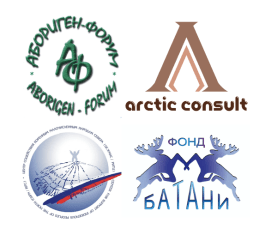 АБОРИГЕН-ФОРУМ
АФ
ABORIGEN - FORUM
arctic consult
ФОНД
БАТАНИ